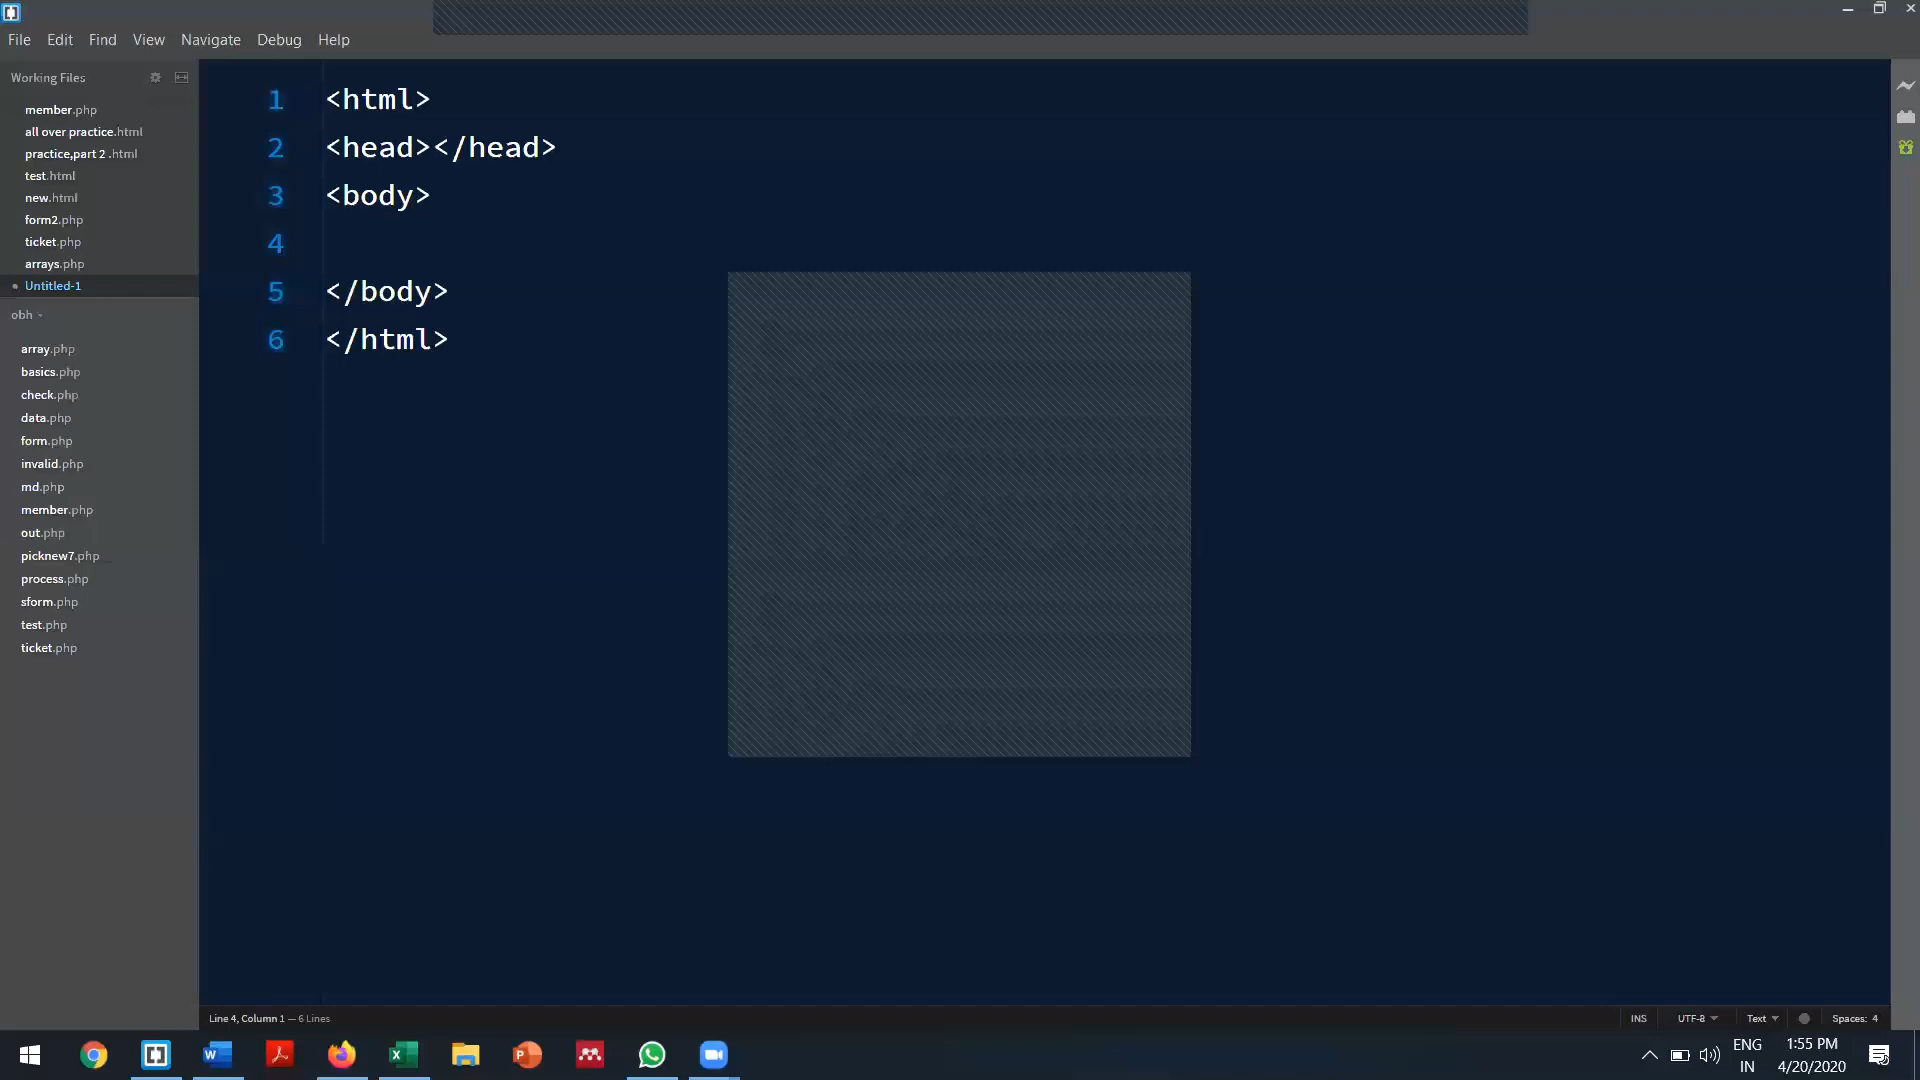 File Edit Find View Navigate Debug Help
Working Files
member.php
all over practice.html
practice,part 2 .html
test.html
new.html
form2.php
ticket.php
arrays.php
Untitled-1
obh
array.php
basics.php
check.php
data.php
form.php
invalid.php
md.php
member.php
out.php
picknew7.php
process.php
sform.php
test.php
ticket.php
1 <html>
2 <head></head>
3 <body>
4
5 </body>
6 </html>
Line 4, Column 1 — 6 Lines
INS UTF-8 Text Spaces: 4
ENG
IN
1:55 PM
4/20/2020